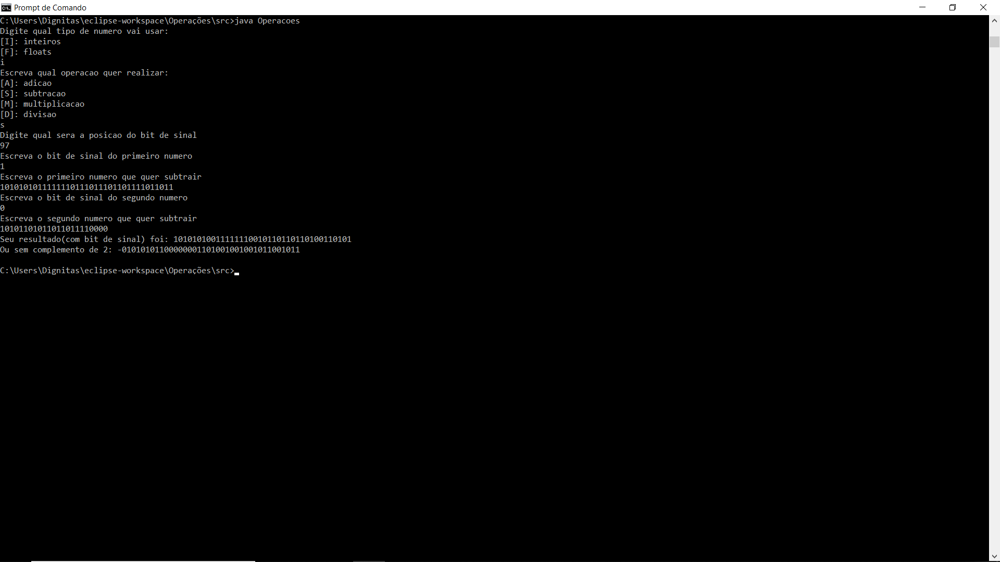 Prompt de Comando
C:\Users\Dignitas\eclipse-workspace\Operações\src>java Operacoes
Digite qual tipo de numero vai usar:
[I]: inteiros
[F]: floats
i
Escreva qual operacao quer realizar:
[A]: adicao
[S]: subtracao
[M]: multiplicacao
[D]: divisao
s
Digite qual sera a posicao do bit de sinal
97
Escreva o bit de sinal do primeiro numero
1
Escreva o primeiro numero que quer subtrair
1010101011111110111011101101111011011
Escreva o bit de sinal do segundo numero
0
Escreva o segundo numero que quer subtrair
10101101011011011110000
Seu resultado(com bit de sinal) foi: 10101010011111110010110110110100110101
Ou sem complemento de 2: -01010101100000001101001001001011001011
C:\Users\Dignitas\eclipse-workspace\Operações\src>